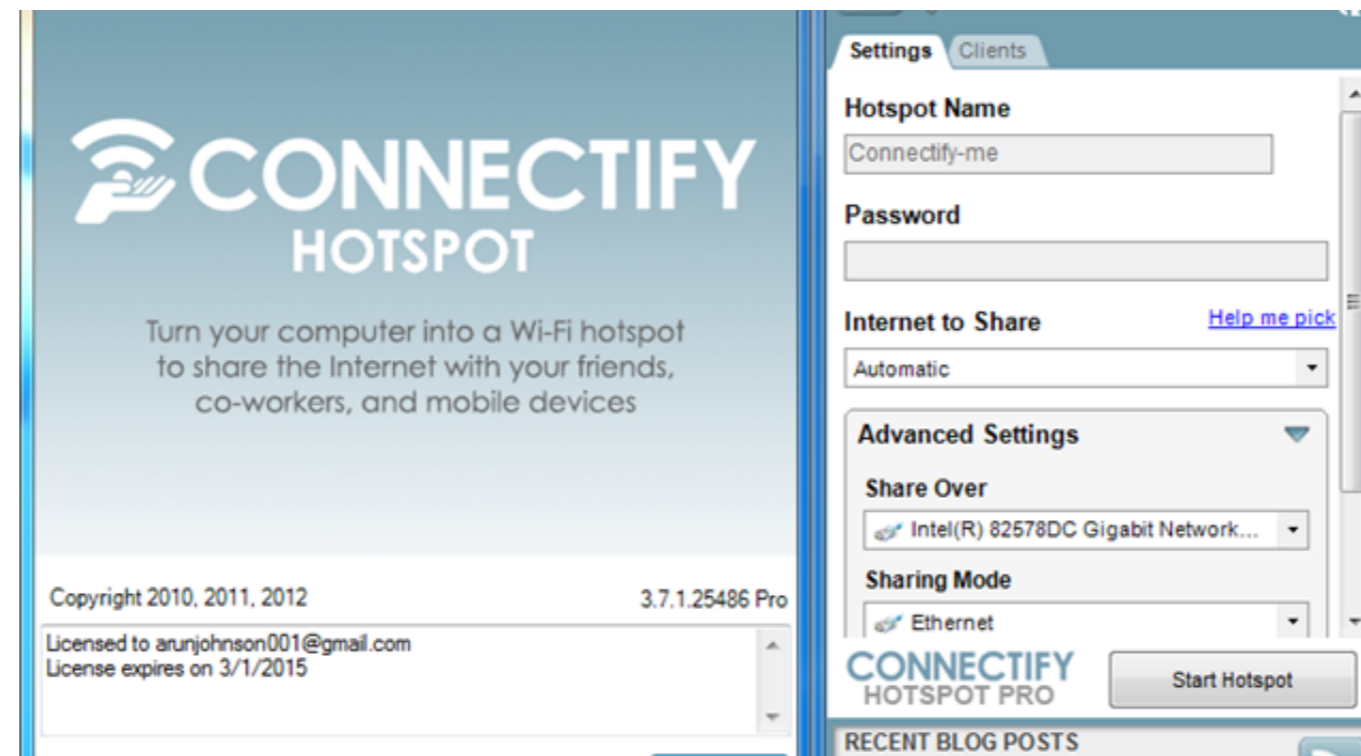 CONNECTIFY
HOTSPOT
Turn your computer into a Wi-Fi hotspot
to share the Internet with your friends,
co-workers, and mobile devices
Copyright 2010, 2011, 2012
3.7.1.25486 Pro
Licensed to arunjohnson001@gmail.com
License expires on 3/1/2015
Settings
Clients
Hotspot Name
Connectify-me
Password
Internet to Share
Help me pick
Automatic
Advanced Settings
Share Over
Intel(R) 82578DC Gigabit Network...
Sharing Mode
Ethernet
CONNECTIFY
HOTSPOT PRO
Start Hotspot
RECENT BLOG POSTS